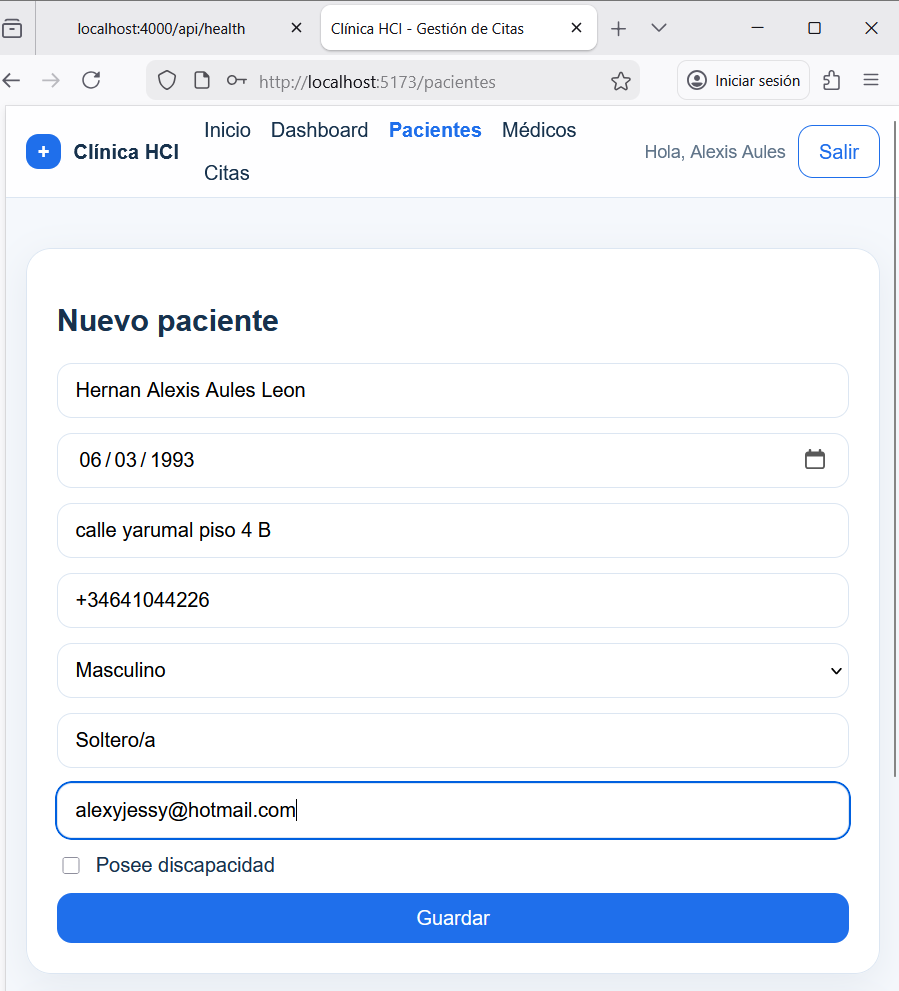 localhost:4000/api/health
Clínica HCI - Gestión de Citas
http://localhost:5173/pacientes
Iniciar sesión
+ Clínica HCI
Inicio Dashboard Pacientes Médicos
Citas
Hola, Alexis Aules
Salir
Nuevo paciente
Hernan Alexis Aules Leon
06/03/1993
calle yarumal piso 4 B
+34641044226
Masculino
Soltero/a
alexyjessy@hotmail.com
Posee discapacidad
Guardar